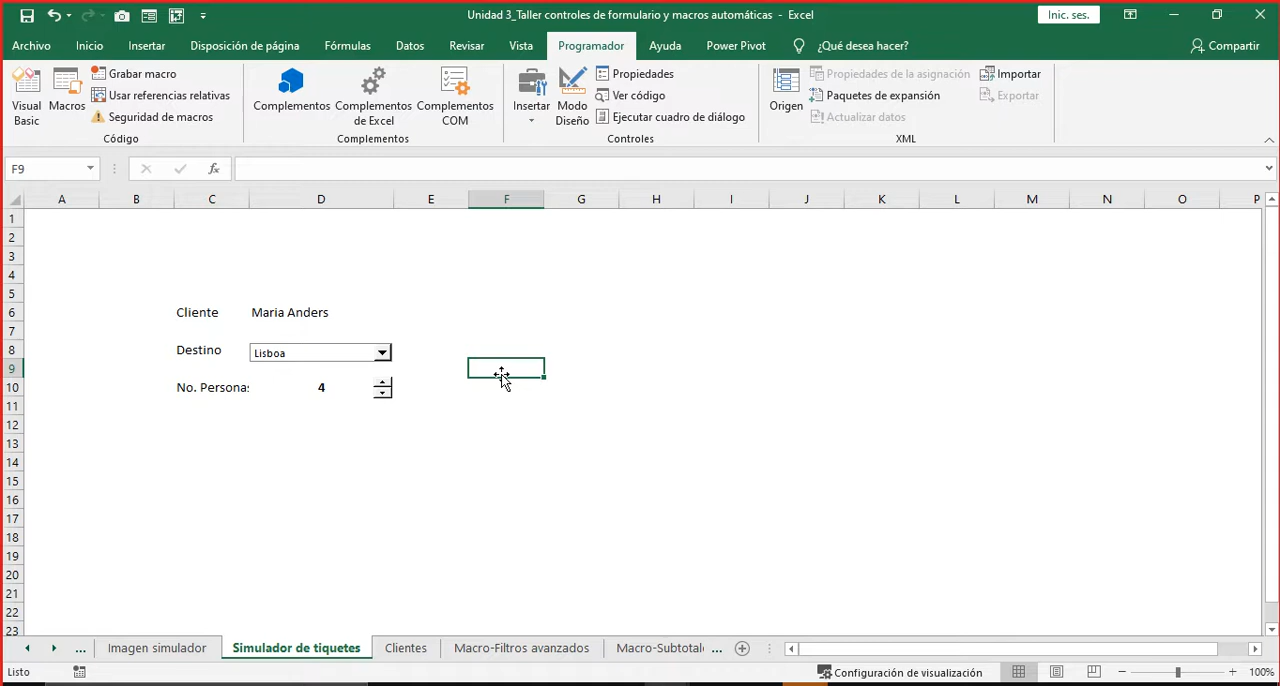 Unidad 3_Taller controles de formulario y macros automáticas - Excel
Inic. ses.
Archivo Inicio Insertar Disposición de página Fórmulas Datos Revisar Vista Programador Ayuda Power Pivot ¿Qué desea hacer? Compartir
Visual Basic
Macros
Grabar macro
Usar referencias relativas
Seguridad de macros
Código
Complementos
Complementos de Excel
Complementos COM
Complementos
Insertar
Modo Diseño
Propiedades
Ver código
Ejecutar cuadro de diálogo
Controles
Origen
Propiedades de la asignación
Paquetes de expansión
Actualizar datos
Importar
Exportar
XML
F9
fx
A B C D E F G H I J K L M N O P
1
2
3
4
5
6 Cliente Maria Anders
7
8 Destino Lisboa
9
10 No. Persona: 4
11
12
13
14
15
16
17
18
19
20
21
22
23
... Imagen simulador Simulador de tiquetes Clientes Macro-Filtros avanzados Macro-Subtotale ...
Listo Configuración de visualización 100%